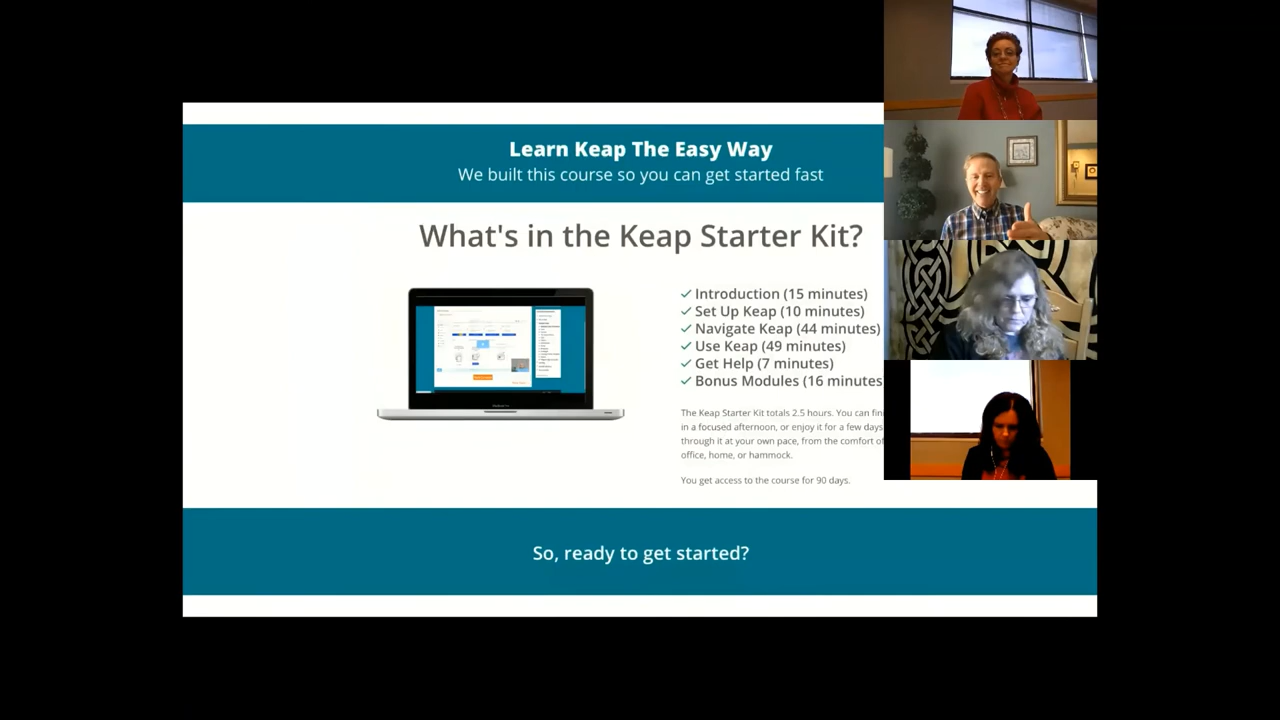 Learn Keap The Easy Way
We built this course so you can get started fast
What's in the Keap Starter Kit?
Introduction (15 minutes)
Set Up Keap (10 minutes)
Navigate Keap (44 minutes)
Use Keap (49 minutes)
Get Help (7 minutes)
Bonus Modules (16 minutes
The Keap Starter Kit totals 2.5 hours. You can
in a focused afternoon, or enjoy it for a few days
through it at your own pace, from the comfort of
office, home, or hammock.
You get access to the course for 90 days.
So, ready to get started?